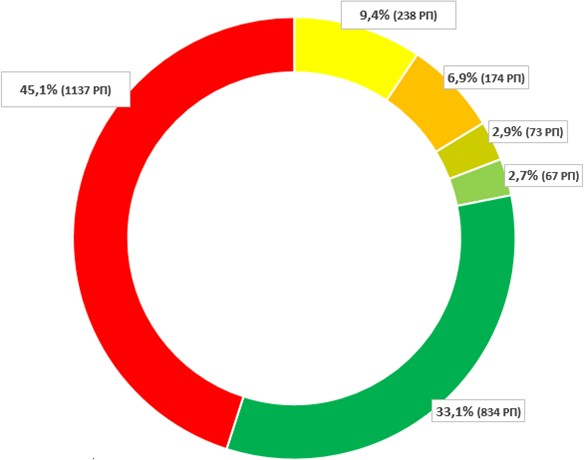 9,4% (238 РП)
45,1% (1137 РП)
6,9% (174 РП)
2,9% (73 РП)
2,7% (67 РП)
33,1% (834 РП)